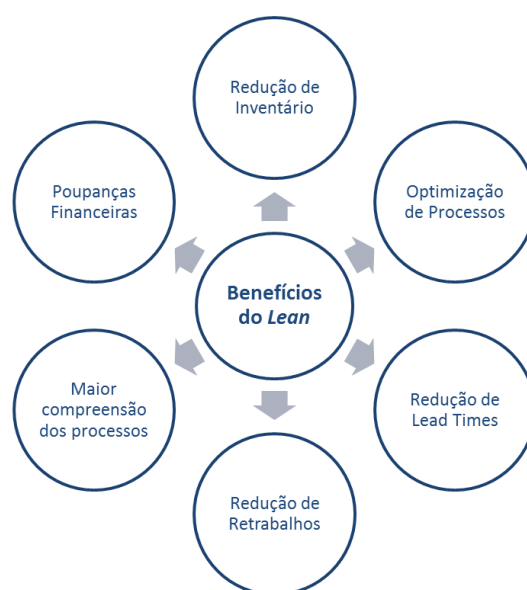 Redução de
Inventário
Poupanças
Financeiras
Optimização
de Processos
Benefícios
do Lean
Maior
compreensão
dos processos
Redução de
Lead Times
Redução de
Retrabalhos